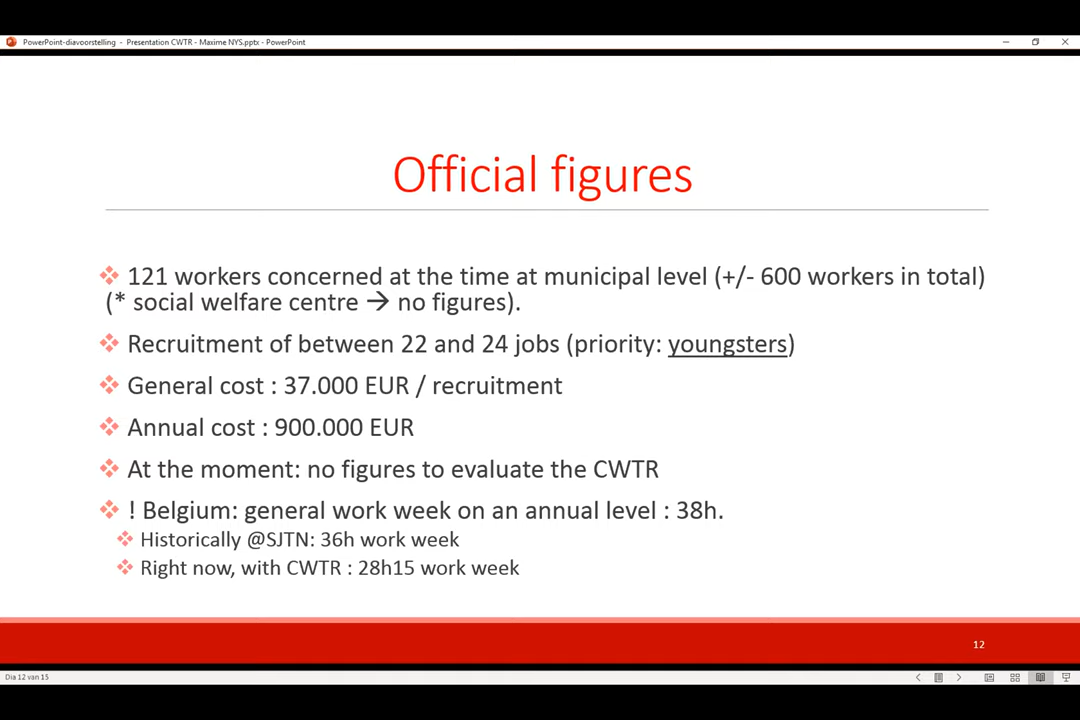 PowerPoint-diavoorstelling - Presentation CWTR - Maxime NYS.pptx - PowerPoint
Official figures
121 workers concerned at the time at municipal level (+/- 600 workers in total)
(* social welfare centre → no figures).
Recruitment of between 22 and 24 jobs (priority: youngsters)
General cost : 37.000 EUR / recruitment
Annual cost : 900.000 EUR
At the moment: no figures to evaluate the CWTR
! Belgium: general work week on an annual level : 38h.
Historically @SJTN: 36h work week
Right now, with CWTR : 28h15 work week
12
Dia 12 van 15